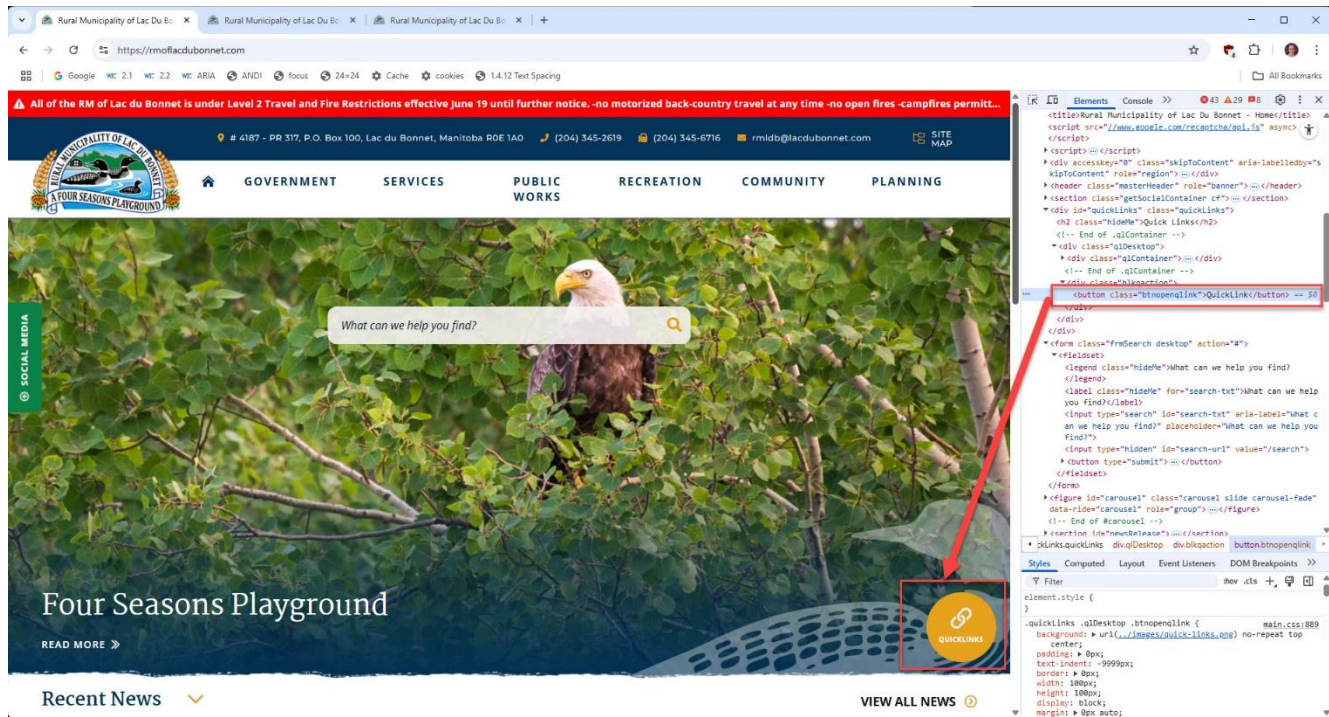 Rural Municipality of Lac Du Bo
Rural Municipality of Lac Du Bo
Rural Municipality of Lac Du Bo
https://rmoflacdubonnet.com
Google
WC 2.1
WC 2.2
WC ARIA
ANDI
focus
24×24
Cache
cookies
1.4.12 Text Spacing
All Bookmarks
All of the RM of Lac du Bonnet is under Level 2 Travel and Fire Restrictions effective June 19 until further notice. -no motorized back-country travel at any time -no open fires -campfires permitt...
# 4187 - PR 317, P.O. Box 100, Lac du Bonnet, Manitoba R0E 1A0
(204) 345-2619
(204) 345-6716
rmldb@lacdubonnet.com
SITE
MAP
RURAL MUNICIPALITY OF LAC DU BONNET
A FOUR SEASONS PLAYGROUND
GOVERNMENT
SERVICES
PUBLIC
WORKS
RECREATION
COMMUNITY
PLANNING
SOCIAL MEDIA
What can we help you find?
Four Seasons Playground
READ MORE
QUICKLINKS
Recent News
VIEW ALL NEWS
Elements
Console
43
29
8
<title>Rural Municipality of Lac Du Bonnet - Home</title>
<script src="//www.google.com/recaptcha/api.js" async>
</script>
<script>…</script>
<div accesskey="0" class="skipToContent" aria-labelledby="s
kipToContent" role="region">…</div>
<header class="masterHeader" role="banner">…</header>
<section class="getSocialContainer cf">…</section>
<div id="quickLinks" class="quickLinks">
<h2 class="hideMe">Quick Links</h2>
<!-- End of .qlContainer -->
<div class="qlDesktop">
<div class="qlContainer">…</div>
<!-- End of .qlContainer -->
<div class="blkqaction">
<button class="btnopenqlink">QuickLink</button> == $0
</div>
</div>
</div>
<form class="frmSearch desktop" action="#">
<fieldset>
<legend class="hideMe">What can we help you find?
</legend>
<label class="hideMe" for="search-txt">What can we help
you find?</label>
<input type="search" id="search-txt" aria-label="What c
an we help you find?" placeholder="What can we help you
find?">
<input type="hidden" id="search-url" value="/search">
<button type="submit">…</button>
</fieldset>
</form>
<figure id="carousel" class="carousel slide carousel-fade"
data-ride="carousel" role="group">…</figure>
<!-- End of #carousel -->
<section id="newsRelease">…</section>
ckLinks.quickLinks
div.qlDesktop
div.blkqaction
button.btnopenqlink
Styles
Computed
Layout
Event Listeners
DOM Breakpoints
Filter
:hov
.cls
element.style {
}
.quickLinks .qlDesktop .btnopenqlink {
main.css:889
background: url(../images/quick-links.png) no-repeat top
center;
padding: 0px;
text-indent: -9999px;
border: 0px;
width: 100px;
height: 100px;
display: block;
margin: 0px auto;